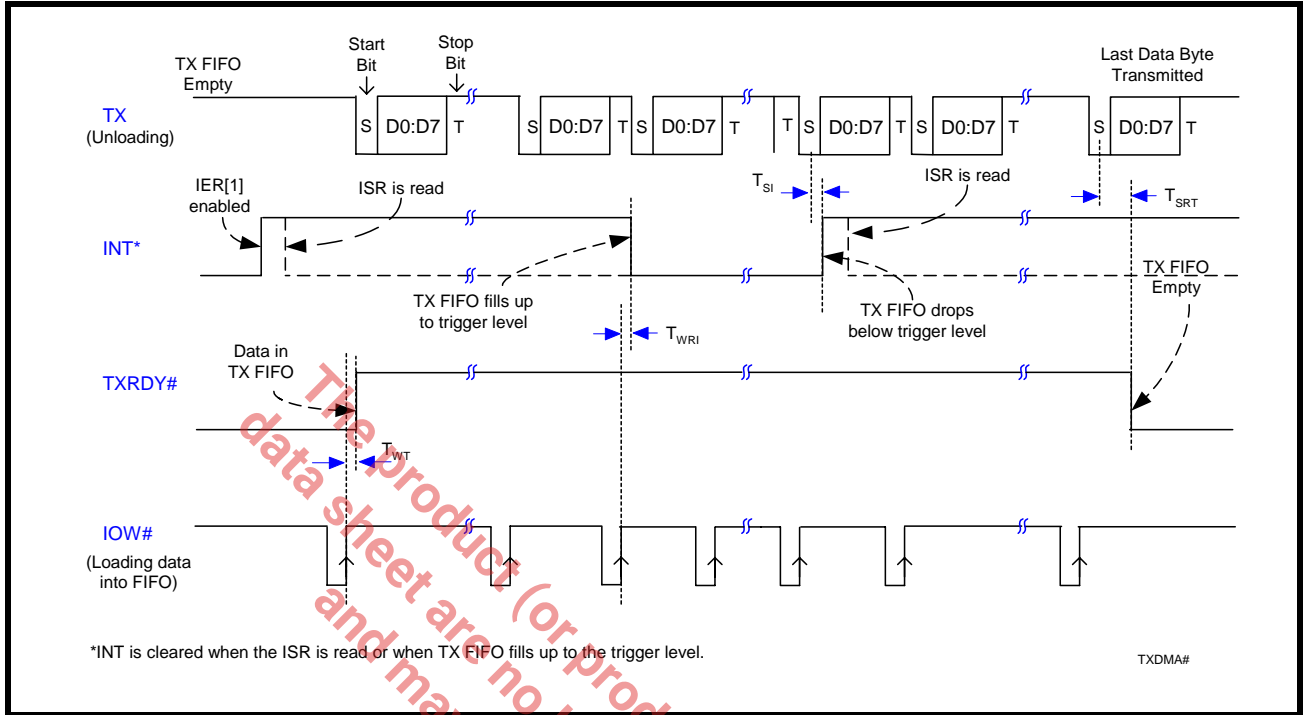 Start
Bit
Stop
Bit
TX FIFO
Empty
Last Data Byte
Transmitted
TX
(Unloading)
S D0:D7 T S D0:D7 T S D0:D7 T T S D0:D7 T S D0:D7 T S D0:D7 T
IER[1]
enabled
ISR is read
TSI
ISR is read
TSRT
INT*
TX FIFO fills up
to trigger level
TX FIFO drops
below trigger level
TX FIFO
Empty
TWRI
Data in
TX FIFO
TXRDY#
TWT
IOW#
(Loading data
into FIFO)
*INT is cleared when the ISR is read or when TX FIFO fills up to the trigger level.
TXDMA#
The product (or prod
data sheet are no
and ma